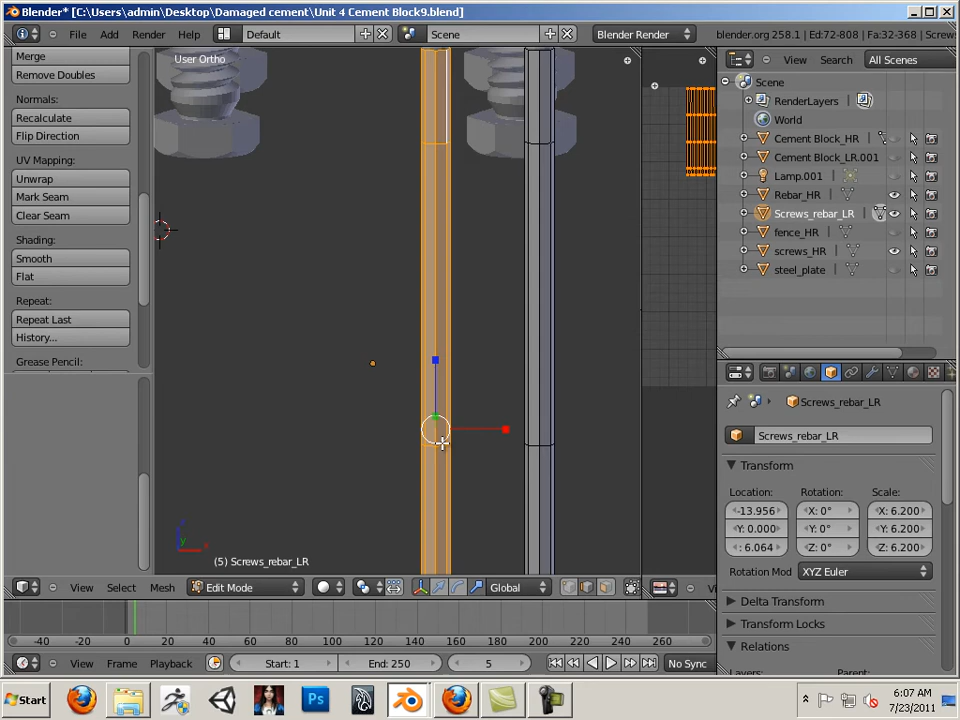 Blender* [C:\Users\admin\Desktop\Damaged cement\Unit 4 Cement Block9.blend]
File Add Render Help Default Scene Blender Render blender.org 258.1 | Ed:72-808 | Fa:32-368 | Screws
Merge
Remove Doubles
Normals:
Recalculate
Flip Direction
UV Mapping:
Unwrap
Mark Seam
Clear Seam
Shading:
Smooth
Flat
Repeat:
Repeat Last
History...
Grease Pencil:
User Ortho
(5) Screws_rebar_LR
View Select Mesh Edit Mode Global
View Search All Scenes
Scene
RenderLayers
World
Cement Block_HR
Cement Block_LR.001
Lamp.001
Rebar_HR
Screws_rebar_LR
fence_HR
screws_HR
steel_plate
Screws_rebar_LR
Screws_rebar_LR
Transform
Location: Rotation: Scale:
-13.956 X: 0° X: 6.200
Y: 0.000 Y: 0° Y: 6.200
: 6.064 Z: 0° Z: 6.200
Rotation Mod XYZ Euler
Delta Transform
Transform Locks
Relations
-40 -20 0 20 40 60 80 100 120 140 160 180 200 220 240 260
View Frame Playback Start: 1 End: 250 5 No Sync
Start
6:07 AM
7/23/2011